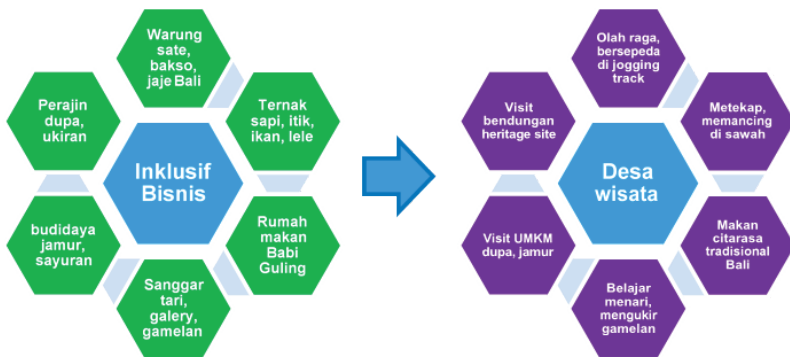 Warung
sate,
bakso,
jaje Bali
Perajin
dupa,
ukiran
Ternak
sapi, itik,
ikan, lele
Inklusif
Bisnis
budidaya
jamur,
sayuran
Rumah
makan
Babi
Guling
Sanggar
tari,
galery,
gamelan
Olah raga,
bersepeda
di jogging
track
Visit
bendungan
heritage site
Metekap,
memancing
di sawah
Desa
wisata
Visit UMKM
dupa, jamur
Makan
citarasa
tradisional
Bali
Belajar
menari,
mengukir
gamelan